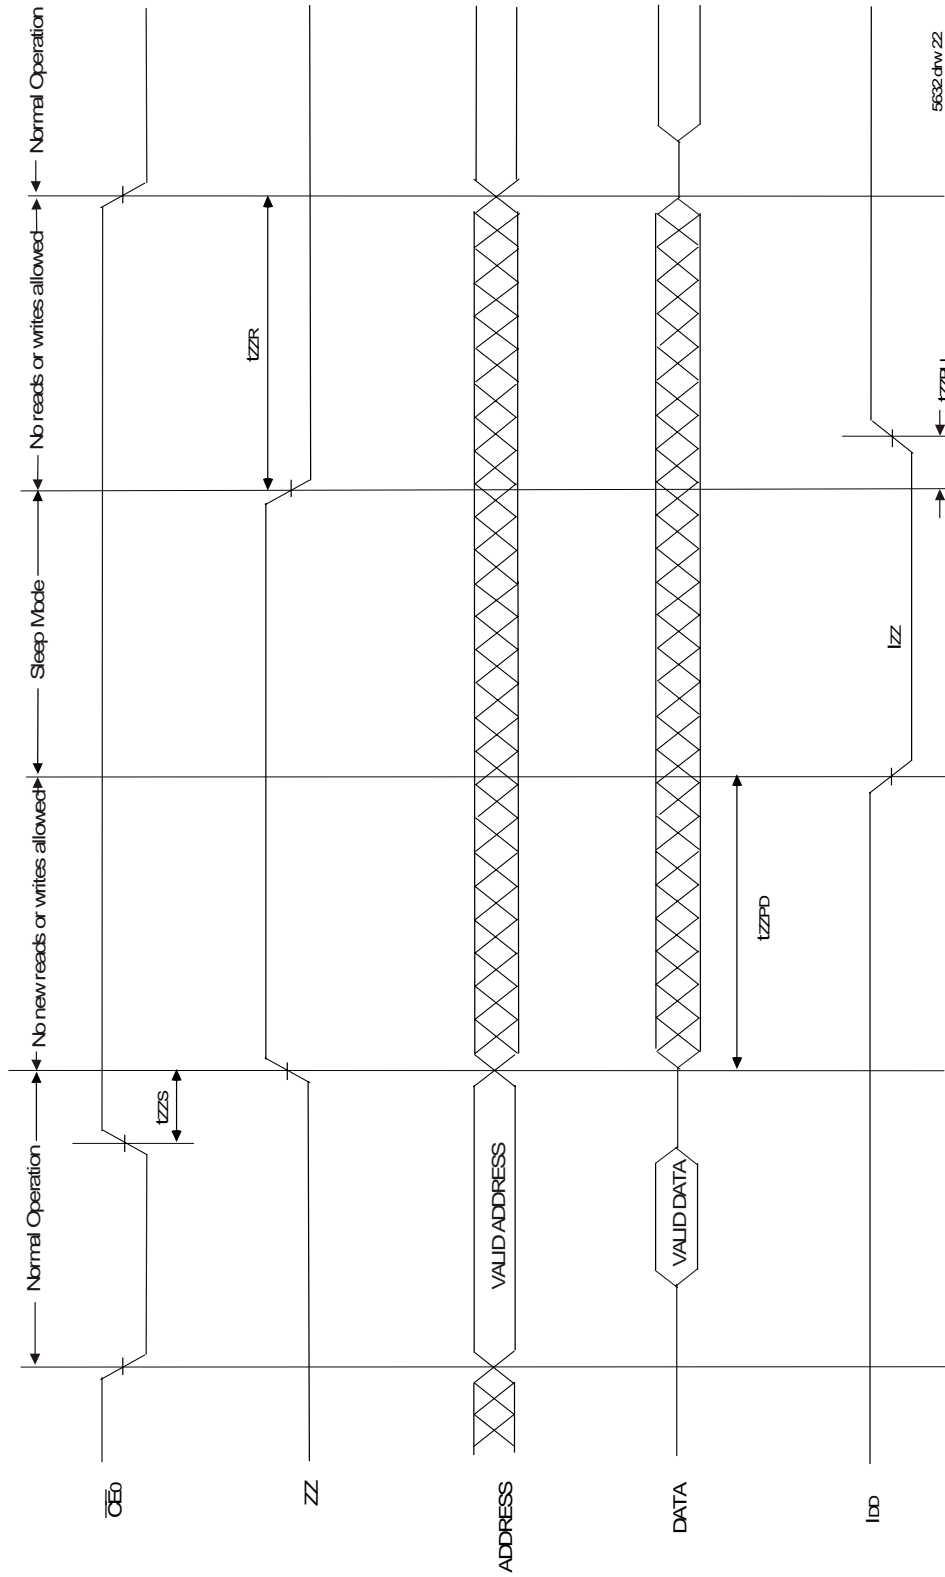 Normal Operation
No new reads or writes allowed
Sleep Mode
No reads or writes allowed
Normal Operation
CE0
tZZS
ZZ
tZZR
ADDRESS
VALID ADDRESS
DATA
VALID DATA
tZZPD
IDD
IZZ
5632 drw 22